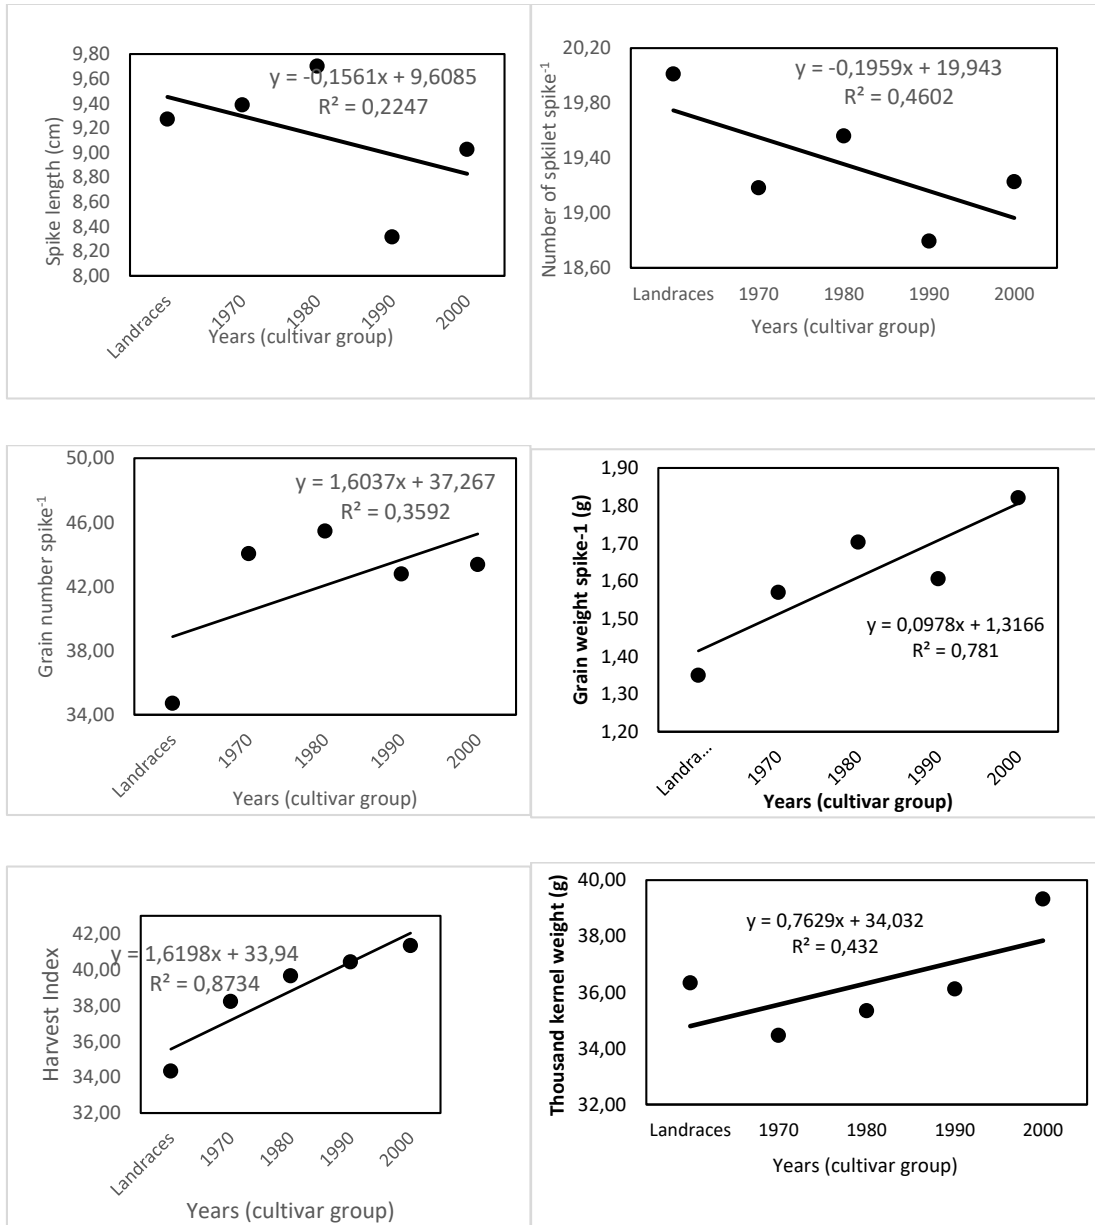 Spike length (cm)
9,80
9,60
9,40
9,20
9,00
8,80
8,60
8,40
8,20
8,00
y = -0,1561x + 9,6085
R² = 0,2247
Landraces
1970
1980
1990
2000
Years (cultivar group)
Number of spkilet spike⁻¹
20,20
19,80
19,40
19,00
18,60
y = -0,1959x + 19,943
R² = 0,4602
Landraces 1970 1980 1990 2000
Years (cultivar group)
Grain number spike⁻¹
50,00
46,00
42,00
38,00
34,00
y = 1,6037x + 37,267
R² = 0,3592
Landraces
1970
1980
1990
2000
Years (cultivar group)
Grain weight spike-1 (g)
1,90
1,80
1,70
1,60
1,50
1,40
1,30
1,20
y = 0,0978x + 1,3166
R² = 0,781
Landra...
1970
1980
1990
2000
Years (cultivar group)
Harvest Index
42,00
40,00
38,00
36,00
34,00
32,00
y = 1,6198x + 33,94
R² = 0,8734
Landraces
1970
1980
1990
2000
Years (cultivar group)
Thousand kernel weight (g)
40,00
38,00
36,00
34,00
32,00
y = 0,7629x + 34,032
R² = 0,432
Landraces 1970 1980 1990 2000
Years (cultivar group)